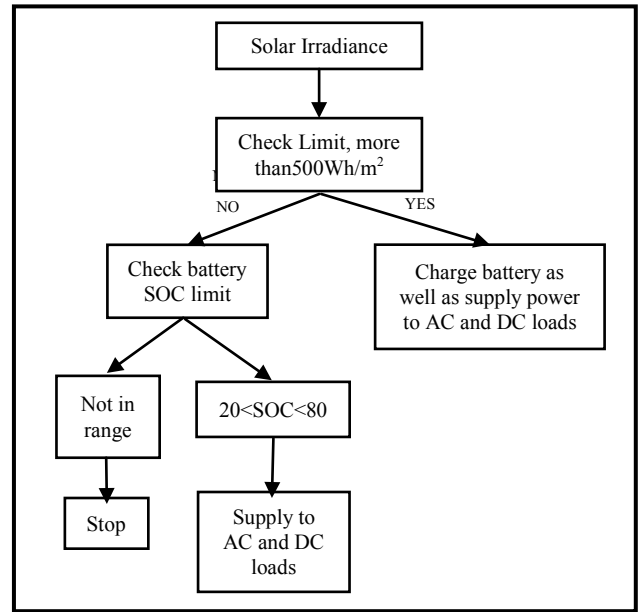 Solar Irradiance
Check Limit, more
than500Wh/m²
NO
YES
Check battery
SOC limit
Charge battery as
well as supply power
to AC and DC loads
Not in
range
20<SOC<80
Stop
Supply to
AC and DC
loads